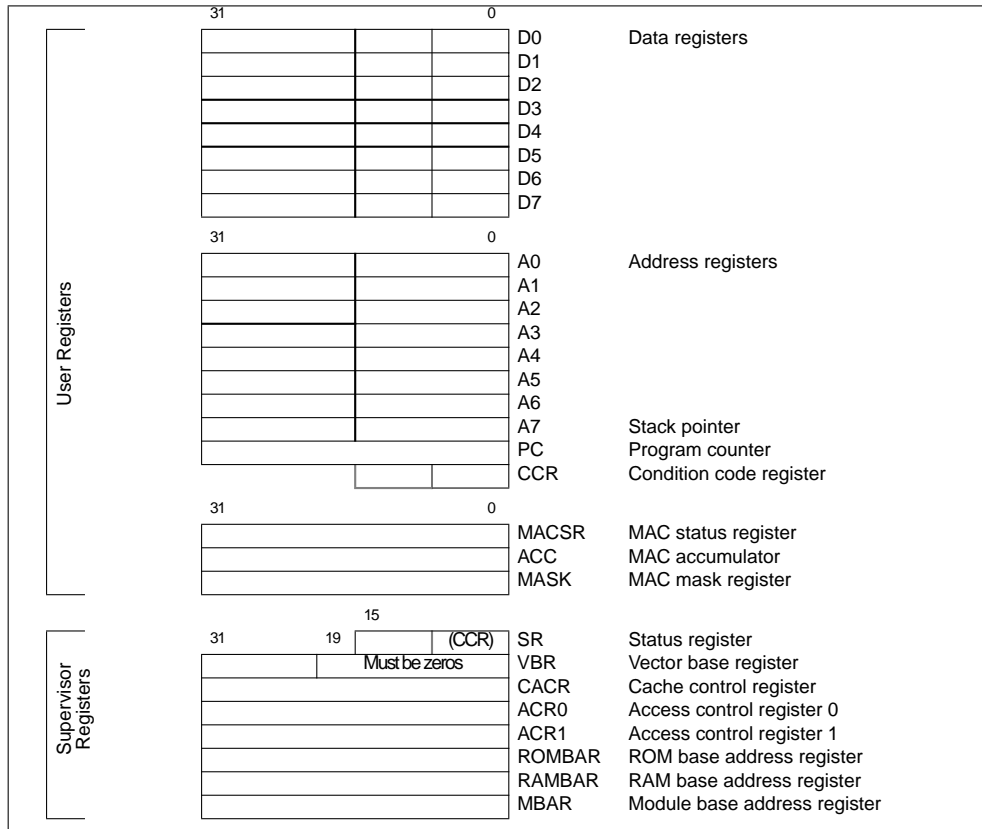 31 0
D0 Data registers
D1
D2
D3
D4
D5
D6
D7
31 0
A0 Address registers
A1
A2
A3
A4
A5
A6
A7 Stack pointer
PC Program counter
CCR Condition code register
User Registers
31 0
MACSR MAC status register
ACC MAC accumulator
MASK MAC mask register
15
31 19 (CCR) SR Status register
Must be zeros VBR Vector base register
CACR Cache control register
ACR0 Access control register 0
ACR1 Access control register 1
ROMBAR ROM base address register
RAMBAR RAM base address register
MBAR Module base address register
Supervisor
Registers